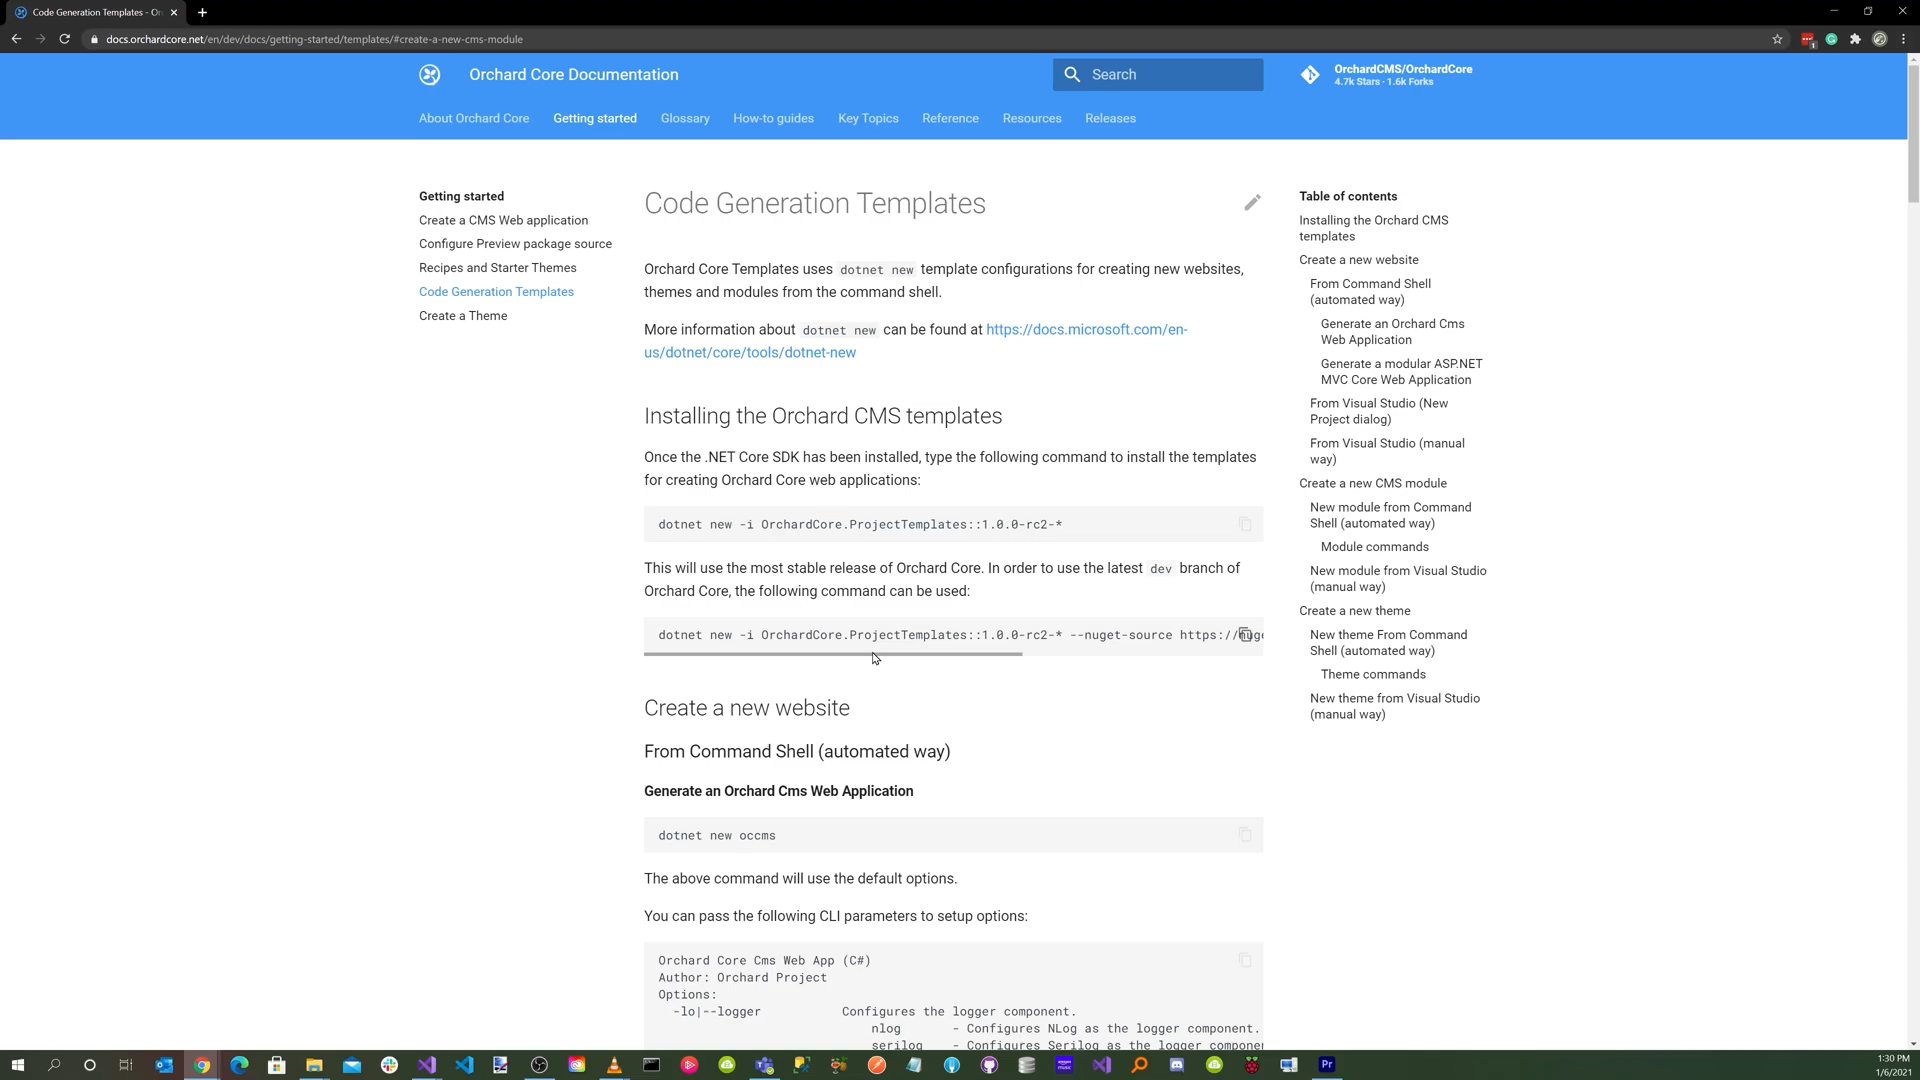 Code Generation Templates - Or
docs.orchardcore.net/en/dev/docs/getting-started/templates/#create-a-new-cms-module
Orchard Core Documentation
Search
OrchardCMS/OrchardCore
4.7k Stars · 1.6k Forks
About Orchard Core
Getting started
Glossary
How-to guides
Key Topics
Reference
Resources
Releases
Getting started
Create a CMS Web application
Configure Preview package source
Recipes and Starter Themes
Code Generation Templates
Create a Theme
Code Generation Templates
Orchard Core Templates uses dotnet new template configurations for creating new websites,
themes and modules from the command shell.
More information about dotnet new can be found at https://docs.microsoft.com/en-
us/dotnet/core/tools/dotnet-new
Installing the Orchard CMS templates
Once the .NET Core SDK has been installed, type the following command to install the templates
for creating Orchard Core web applications:
dotnet new -i OrchardCore.ProjectTemplates::1.0.0-rc2-*
This will use the most stable release of Orchard Core. In order to use the latest dev branch of
Orchard Core, the following command can be used:
dotnet new -i OrchardCore.ProjectTemplates::1.0.0-rc2-* --nuget-source https://nuge
Create a new website
From Command Shell (automated way)
Generate an Orchard Cms Web Application
dotnet new occms
The above command will use the default options.
You can pass the following CLI parameters to setup options:
Orchard Core Cms Web App (C#)
Author: Orchard Project
Options:
-lo|--logger Configures the logger component.
nlog - Configures NLog as the logger component.
serilog - Configures Serilog as the logger componen
Table of contents
Installing the Orchard CMS
templates
Create a new website
From Command Shell
(automated way)
Generate an Orchard Cms
Web Application
Generate a modular ASP.NET
MVC Core Web Application
From Visual Studio (New
Project dialog)
From Visual Studio (manual
way)
Create a new CMS module
New module from Command
Shell (automated way)
Module commands
New module from Visual Studio
(manual way)
Create a new theme
New theme From Command
Shell (automated way)
Theme commands
New theme from Visual Studio
(manual way)
1:30 PM
1/6/2021